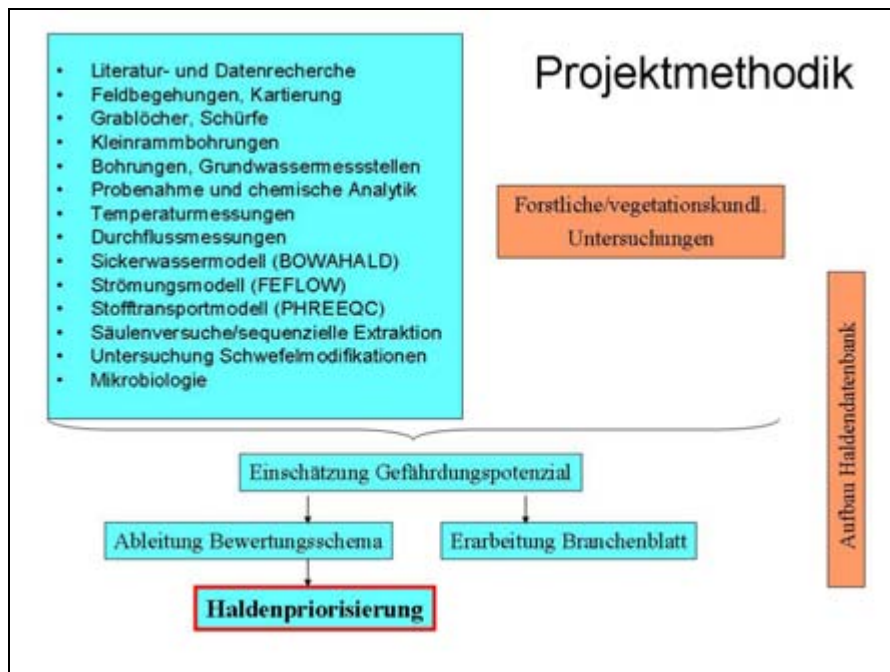 Projektmethodik
• Literatur- und Datenrecherche
• Feldbegehungen, Kartierung
• Grablöcher, Schürfe
• Kleinrammbohrungen
• Bohrungen, Grundwassermessstellen
• Probenahme und chemische Analytik
• Temperaturmessungen
• Durchflussmessungen
• Sickerwassermodell (BOWAHALD)
• Strömungsmodell (FEFLOW)
• Stofftransportmodell (PHREEQC)
• Säulenversuche/sequenzielle Extraktion
• Untersuchung Schwefelmodifikationen
• Mikrobiologie
Forstliche/vegetationskundl.
Untersuchungen
Aufbau Haldendatenbank
Einschätzung Gefährdungspotenzial
Ableitung Bewertungsschema
Erarbeitung Branchenblatt
Haldenpriorisierung